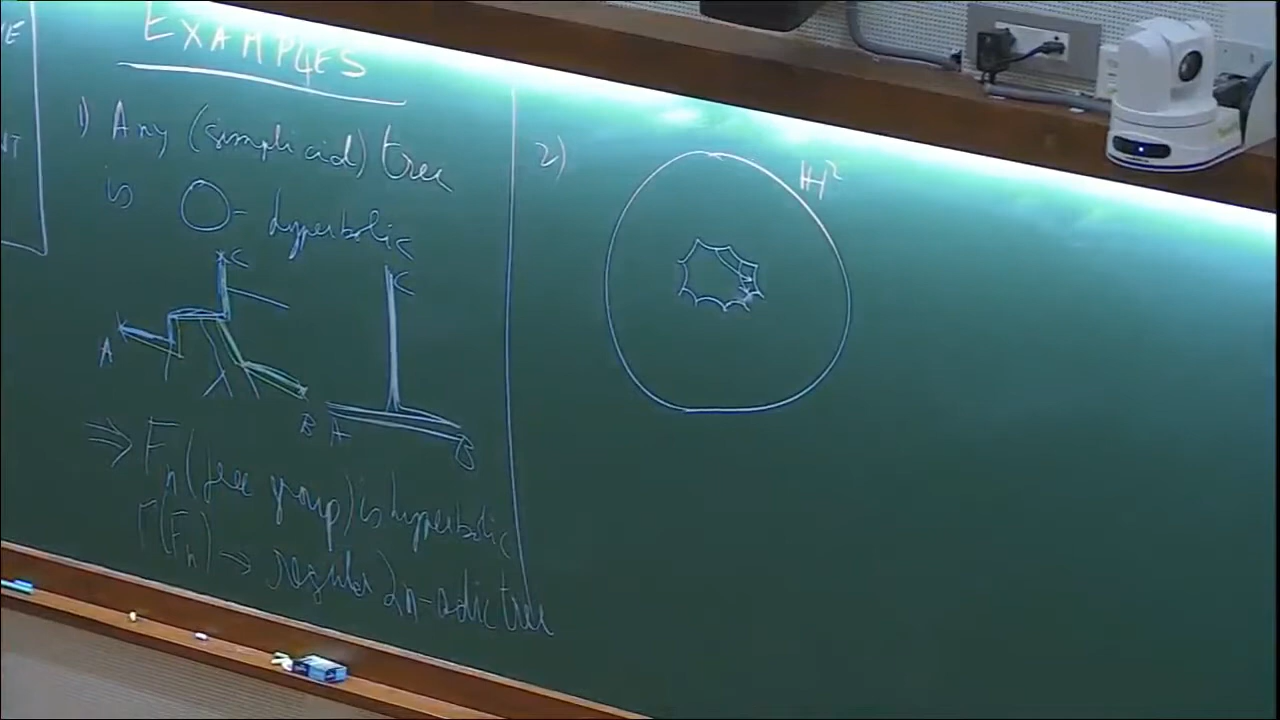 E
NT
EXAMPLES
1) Any (simplicial) tree
is 0-hyperbolic
C
A
B
C
A
B
⇒ Fn (free group) is hyperbolic
Γ(Fn) → regular 2n-adic tree
2)
H²